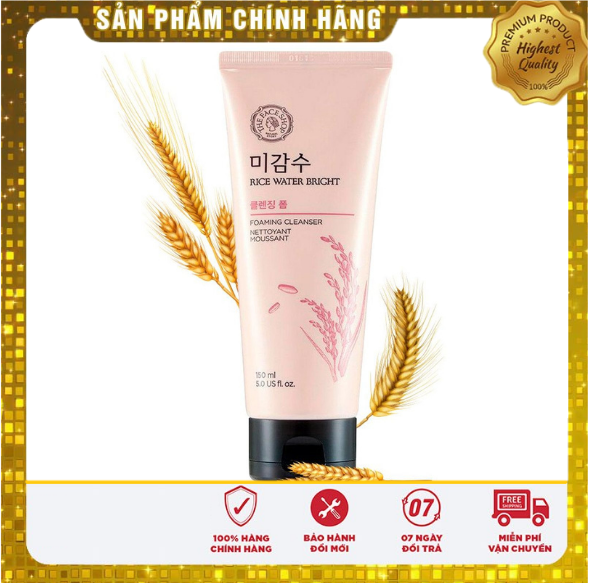 SẢN PHẨM CHÍNH HÃNG
PREMIUM PRODUCT
Highest
Quality
100%
THE FACE SHOP
미감수
RICE WATER BRIGHT
클렌징 폼
FOAMING CLEANSER
NETTOYANT
MOUSSANT
150 ml
5.0 US fl. oz.
100% HÀNG
CHÍNH HÃNG
BẢO HÀNH
ĐỔI MỚI
07
07 NGÀY
ĐỔI TRẢ
FREE
SHIPPING
MIỄN PHÍ
VẬN CHUYỂN